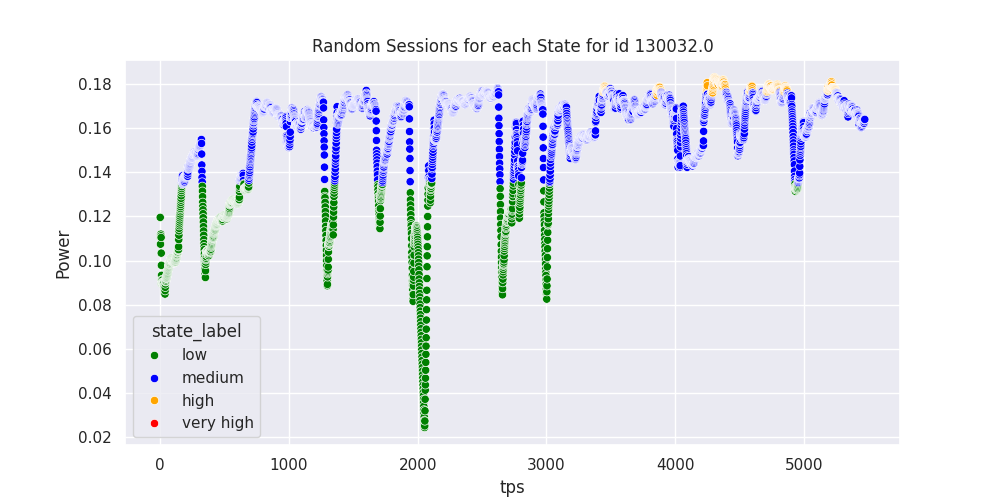 Random Sessions for each State for id 130032.0
0.18
0.16
0.14
0.12
0.10
0.08
0.06
0.04
0.02
Power
state_label
low
medium
high
very high
0 1000 2000 3000 4000 5000
tps